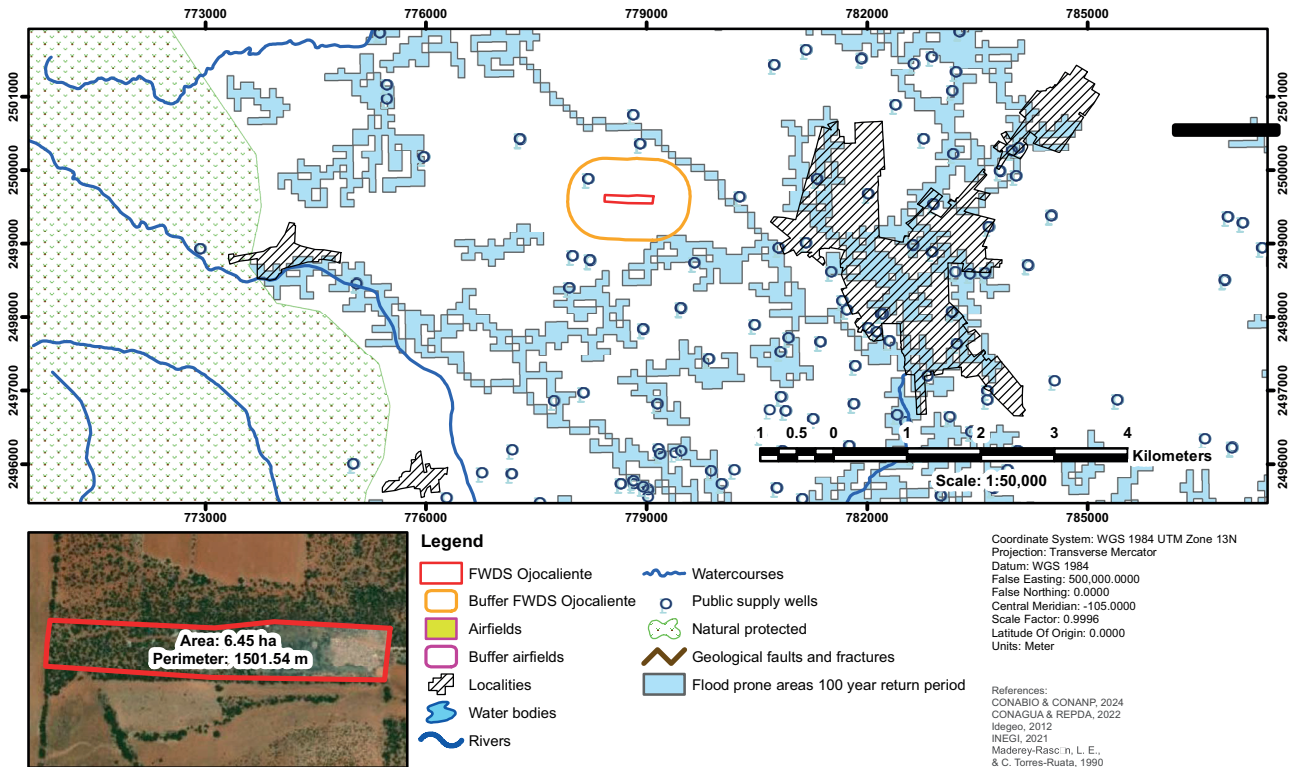 773000 776000 779000 782000 785000
2501000 2501000
2500000 2500000
2499000 2499000
2498000 2498000
2497000 2497000
2496000 2496000
1 0.5 0 1 2 3 4
Kilometers
Scale: 1:50,000
773000 776000 779000 782000 785000
Area: 6.45 ha
Perimeter: 1501.54 m
Legend
FWDS Ojocaliente
Buffer FWDS Ojocaliente
Airfields
Buffer airfields
Localities
Water bodies
Rivers
Watercourses
Public supply wells
Natural protected
Geological faults and fractures
Flood prone areas 100 year return period
Coordinate System: WGS 1984 UTM Zone 13N
Projection: Transverse Mercator
Datum: WGS 1984
False Easting: 500,000.0000
False Northing: 0.0000
Central Meridian: -105.0000
Scale Factor: 0.9996
Latitude Of Origin: 0.0000
Units: Meter
References:
CONABIO & CONANP, 2024
CONAGUA & REPDA, 2022
Idegeo, 2012
INEGI, 2021
Maderey-Rasc□n, L. E.,
& C. Torres-Ruata, 1990